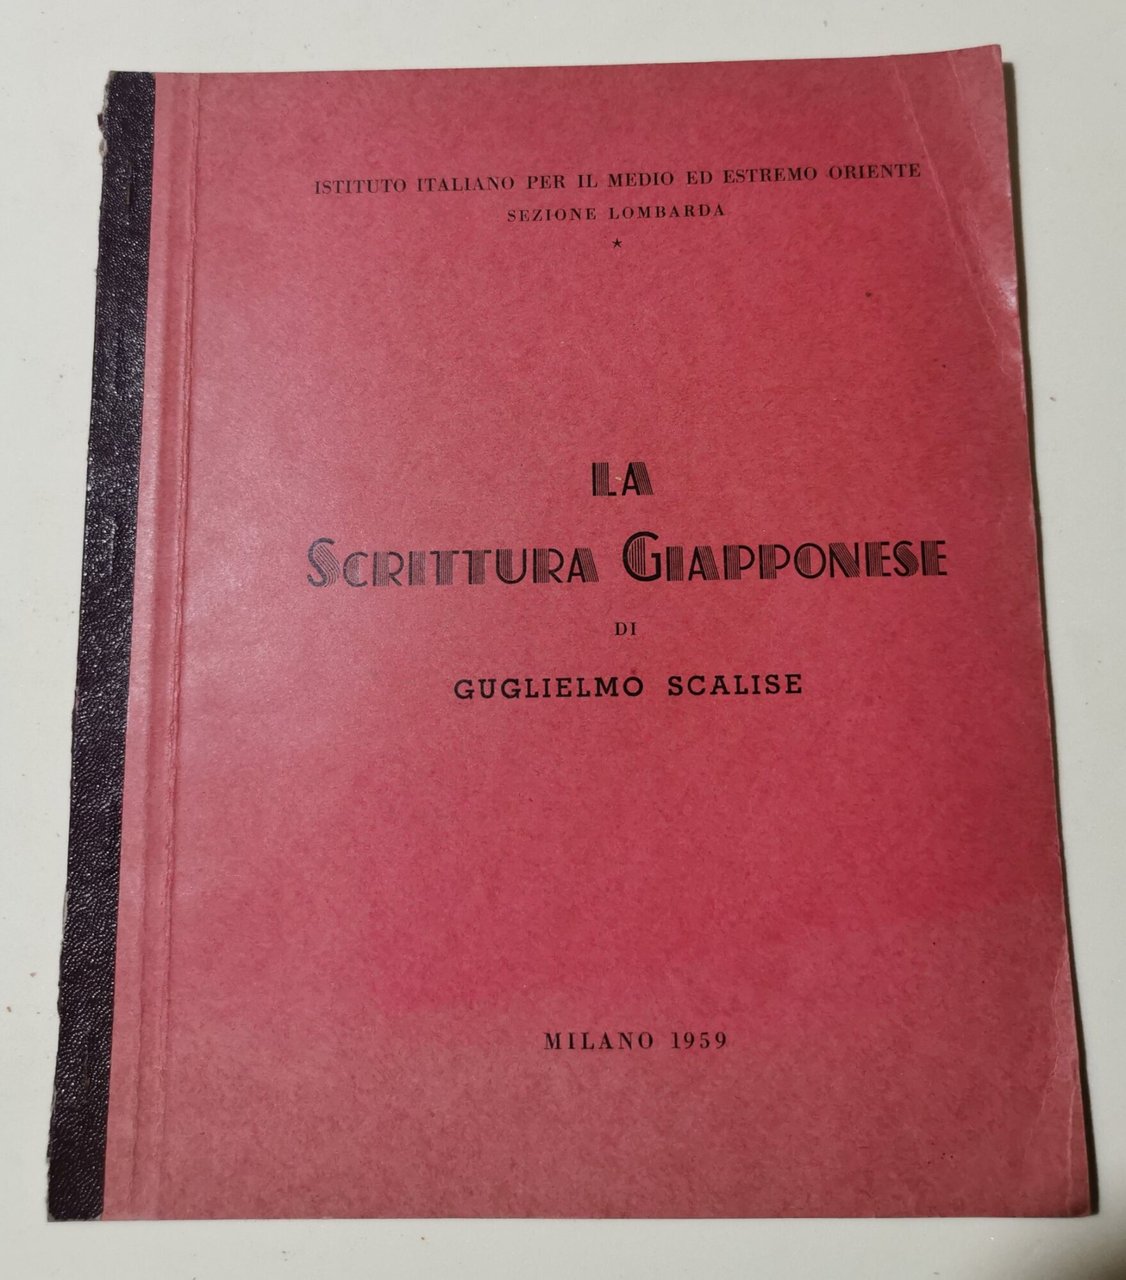 ISTITUTO ITALIANO PER IL MEDIO ED ESTREMO ORIENTE
SEZIONE LOMBARDA
★
LA
SCRITTURA GIAPPONESE
DI
GUGLIELMO SCALISE
MILANO 1959